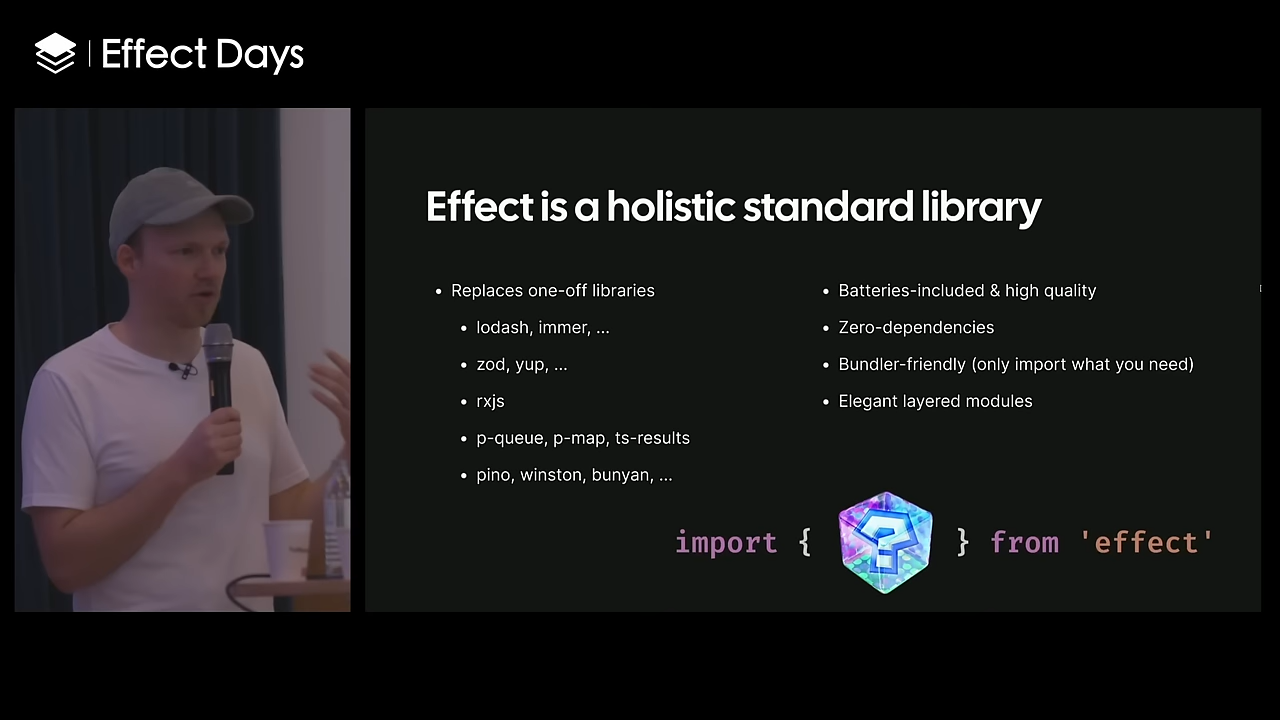 Effect Days
Effect is a holistic standard library
• Replaces one-off libraries
• lodash, immer, ...
• zod, yup, ...
• rxjs
• p-queue, p-map, ts-results
• pino, winston, bunyan, ...
• Batteries-included & high quality
• Zero-dependencies
• Bundler-friendly (only import what you need)
• Elegant layered modules
import { ? } from 'effect'